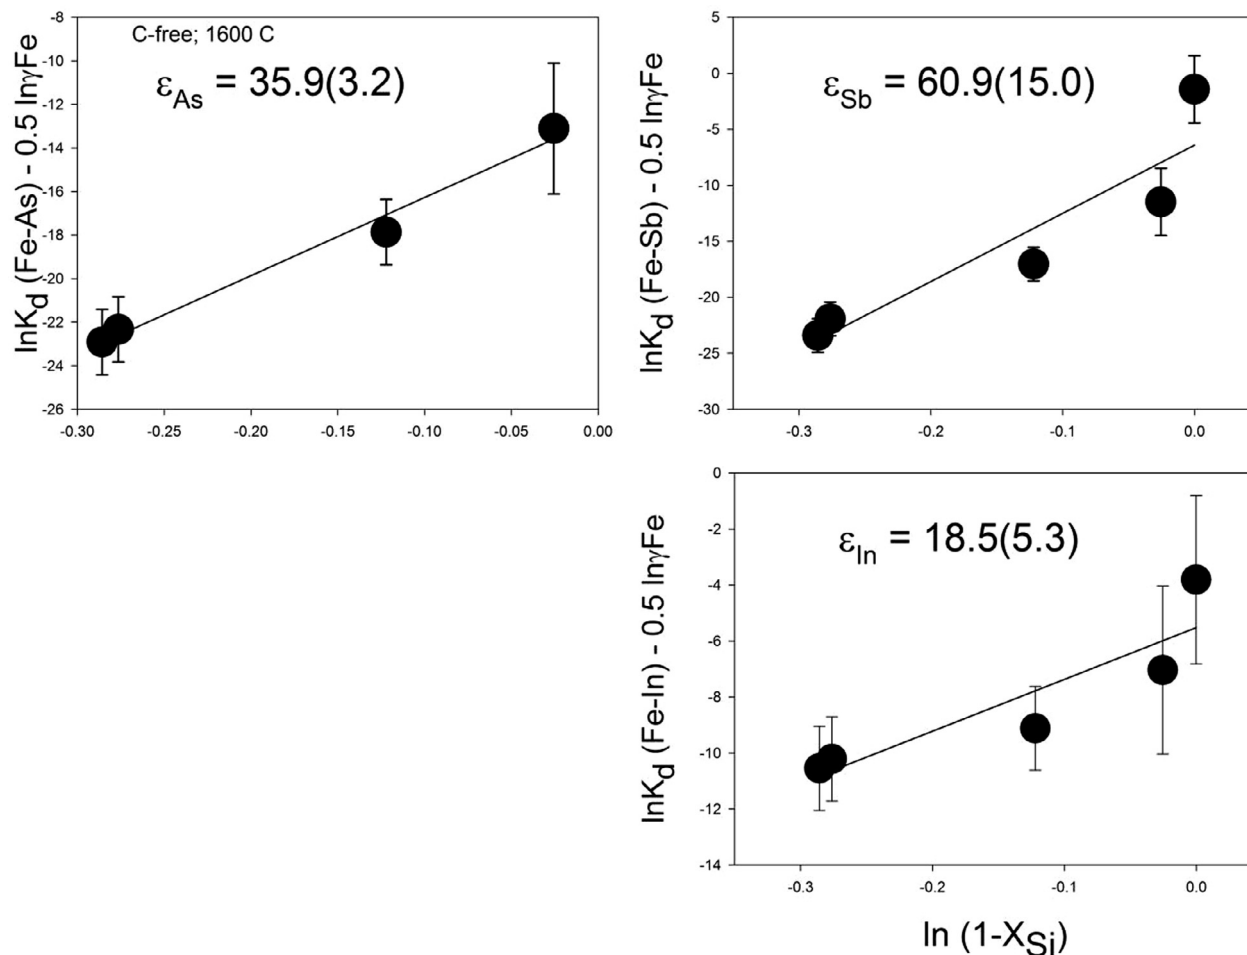 C-free; 1600 C
εAs = 35.9(3.2)
lnKd (Fe-As) - 0.5 lnγFe
-8
-10
-12
-14
-16
-18
-20
-22
-24
-26
-0.30 -0.25 -0.20 -0.15 -0.10 -0.05 0.00
εSb = 60.9(15.0)
lnKd (Fe-Sb) - 0.5 lnγFe
5
0
-5
-10
-15
-20
-25
-30
-0.3 -0.2 -0.1 0.0
εIn = 18.5(5.3)
lnKd (Fe-In) - 0.5 lnγFe
0
-2
-4
-6
-8
-10
-12
-14
-0.3 -0.2 -0.1 0.0
ln (1-XSi)